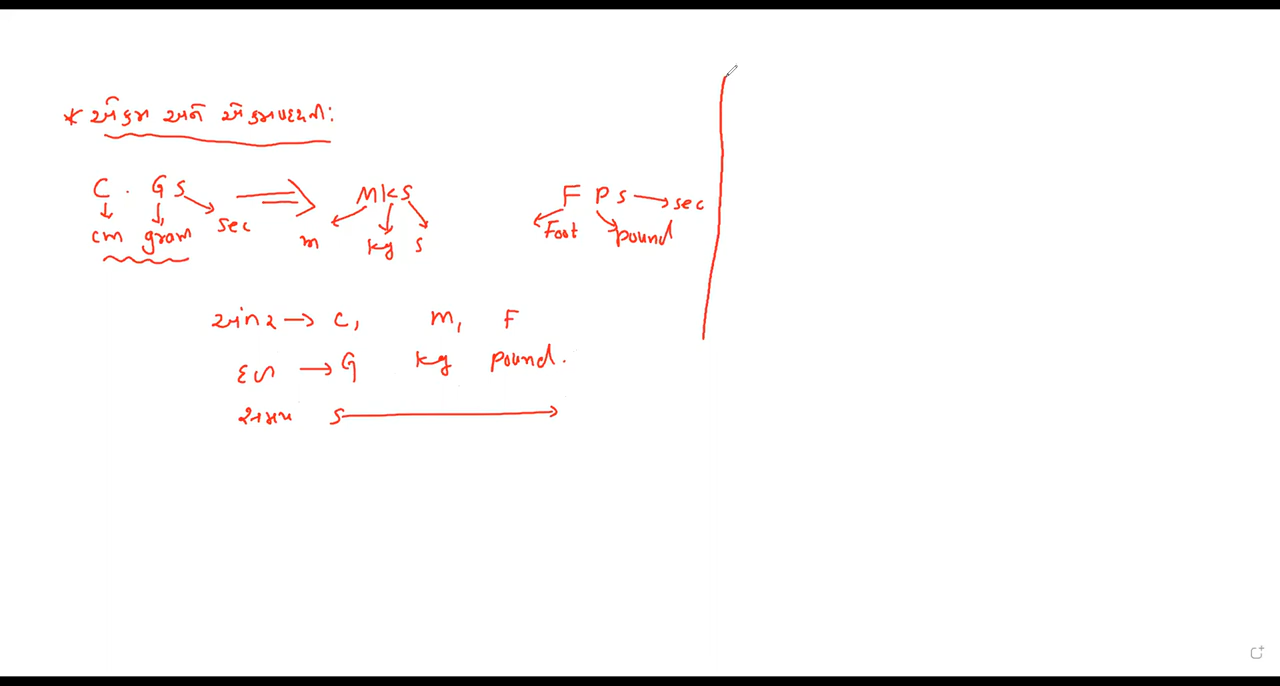 * એકમ અને એકમપદ્ધતી:
C . G S ⟹ MKS F P S → sec
cm gram sec m kg s Foot pound
અંતર → C, m, F
દળ → G kg pound.
સમય S →